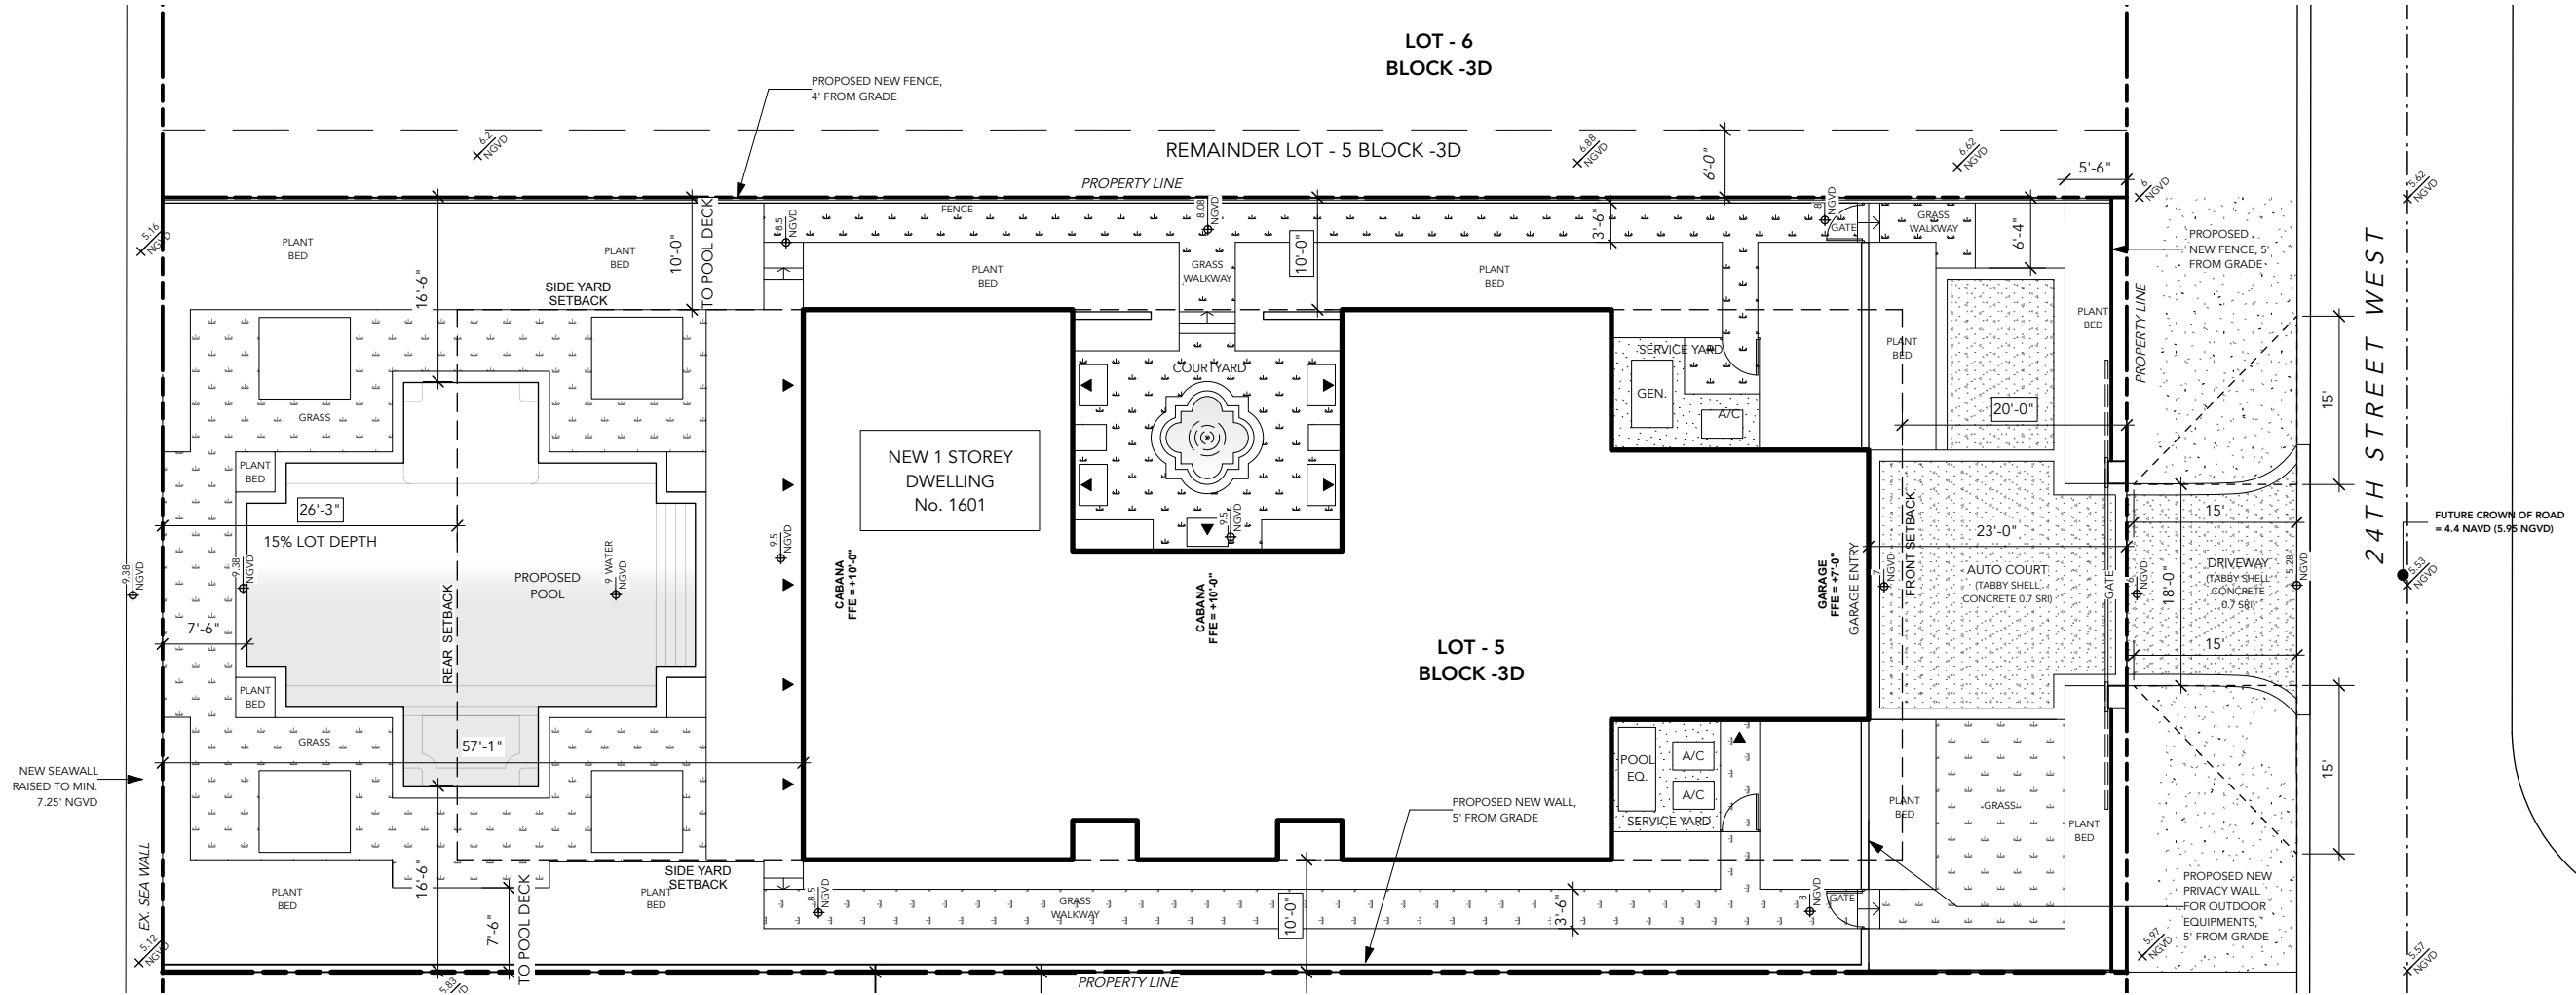 LOT - 6
BLOCK -3D
PROPOSED NEW FENCE,
4' FROM GRADE
REMAINDER LOT - 5 BLOCK -3D
6.2
NGVD
6.88
NGVD
6.62
NGVD
6'-0"
5'-6"
PROPERTY LINE
6
NGVD
5.62
NGVD
5.16
NGVD
PLANT
BED
PLANT
BED
16'-6"
10'-0"
TO POOL DECK
8.5
NGVD
FENCE
8.08
NGVD
10'-0"
3'-6"
8
NGVD
GATE
GRASS
WALKWAY
6'-4"
PROPOSED
NEW FENCE, 5'
FROM GRADE
SIDE YARD
SETBACK
PLANT
BED
GRASS
WALKWAY
PLANT
BED
PLANT
BED
PROPERTY LINE
24TH STREET WEST
SERVICE YARD
PLANT
BED
GEN.
A/C
COURTYARD
20'-0"
15'
GRASS
NEW 1 STOREY
DWELLING
No. 1601
PLANT
BED
26'-3"
15% LOT DEPTH
9.5
NGVD
9.5
NGVD
FRONT SETBACK
23'-0"
15'
FUTURE CROWN OF ROAD
= 4.4 NAVD (5.95 NGVD)
9.38
NGVD
9.38
NGVD
PROPOSED
POOL
9 WATER
NGVD
CABANA
FFE = +10'-0"
CABANA
FFE = +10'-0"
GARAGE
FFE = +7'-0"
GARAGE ENTRY
7
NGVD
AUTO COURT
(TABBY SHELL
CONCRETE 0.7 SRI)
GATE
6
NGVD
18'-0"
DRIVEWAY
(TABBY SHELL
CONCRETE
0.7 SRI)
5.28
NGVD
5.53
NGVD
7'-6"
REAR SETBACK
LOT - 5
BLOCK -3D
15'
PLANT
BED
GRASS
57'-1"
POOL
EQ.
A/C
A/C
SERVICE YARD
15'
NEW SEAWALL
RAISED TO MIN.
7.25' NGVD
PROPOSED NEW WALL,
5' FROM GRADE
PLANT
BED
GRASS
PLANT
BED
EX. SEA WALL
SIDE YARD
SETBACK
PLANT
BED
16'-6"
7'-6"
TO POOL DECK
PLANT
BED
8.5
NGVD
GRASS
WALKWAY
10'-0"
3'-6"
8
NGVD
GATE
PROPOSED NEW
PRIVACY WALL
FOR OUTDOOR
EQUIPMENTS,
5' FROM GRADE
5.12
NGVD
5.83
5.97
NGVD
5.57
NGVD
PROPERTY LINE